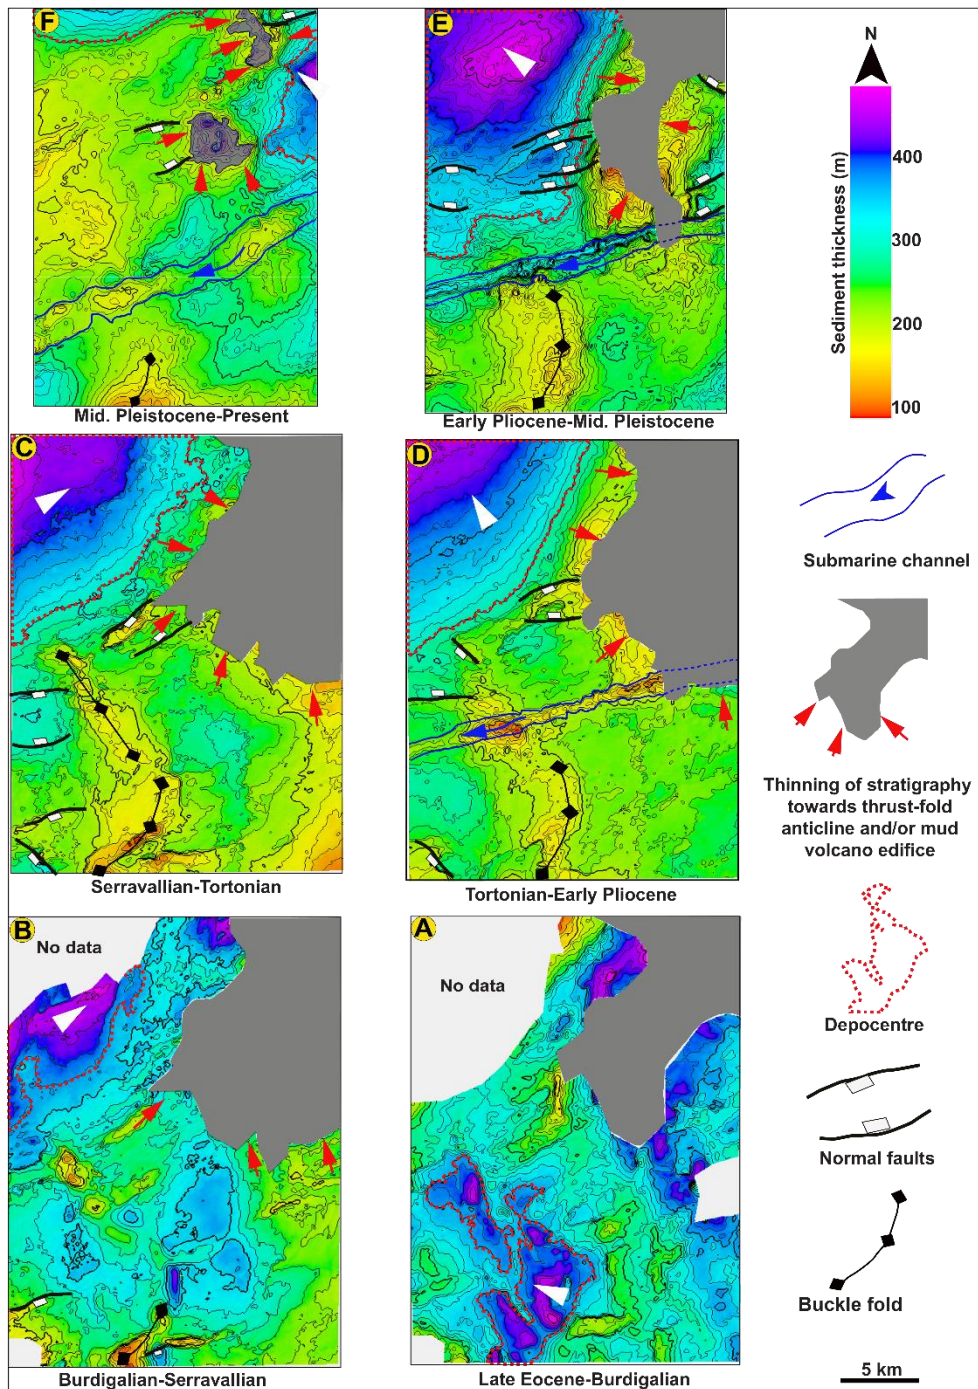 F
Mid. Pleistocene-Present
E
Early Pliocene-Mid. Pleistocene
C
Serravallian-Tortonian
D
Tortonian-Early Pliocene
B
No data
Burdigalian-Serravallian
A
No data
Late Eocene-Burdigalian
N
Sediment thickness (m)
400
300
200
100
Submarine channel
Thinning of stratigraphy
towards thrust-fold
anticline and/or mud
volcano edifice
Depocentre
Normal faults
Buckle fold
5 km